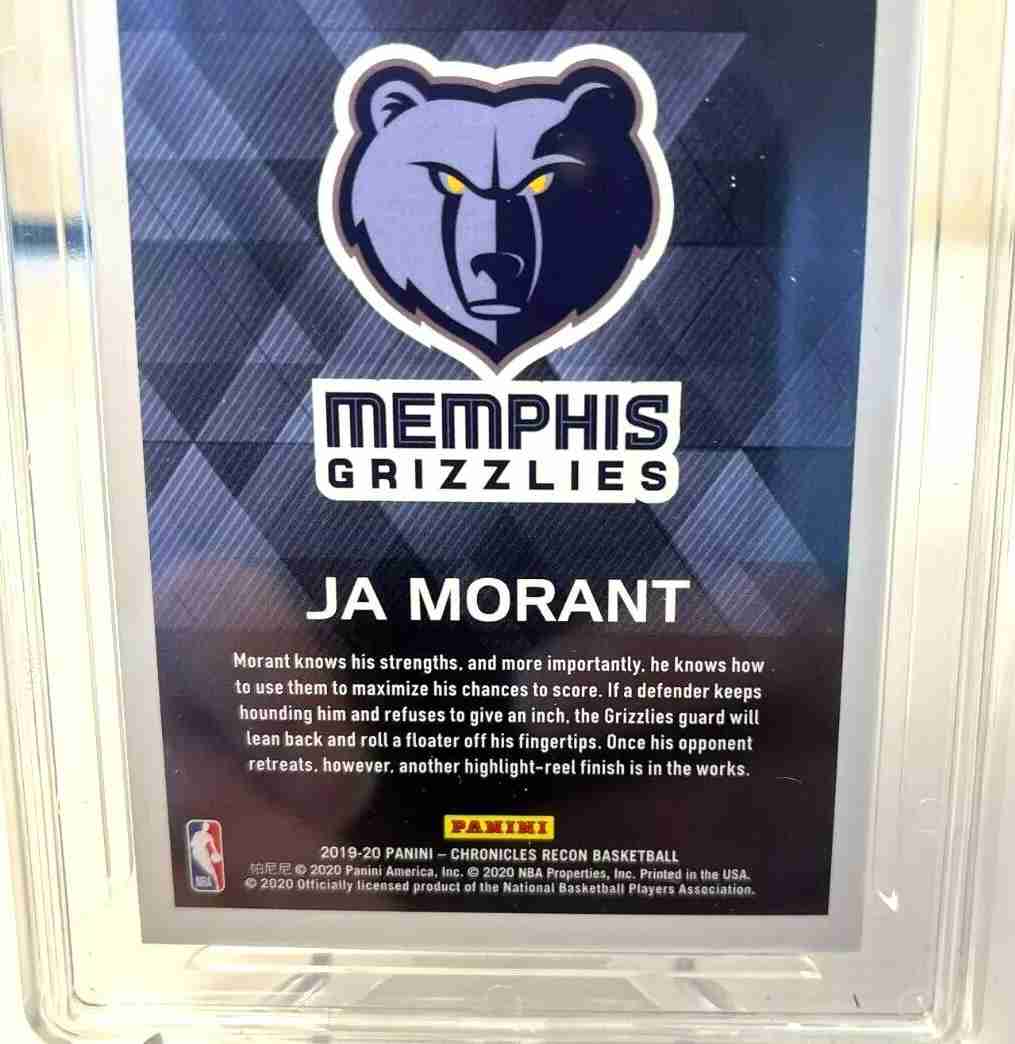 MEMPHIS
GRIZZLIES
JA MORANT
Morant knows his strengths, and more importantly, he knows how
to use them to maximize his chances to score. If a defender keeps
hounding him and refuses to give an inch, the Grizzlies guard will
lean back and roll a floater off his fingertips. Once his opponent
retreats, however, another highlight-reel finish is in the works.
PANINI
2019-20 PANINI – CHRONICLES RECON BASKETBALL
帕尼尼 © 2020 Panini America, Inc. © 2020 NBA Properties, Inc. Printed in the USA.
© 2020 Officially licensed product of the National Basketball Players Association.
NBA